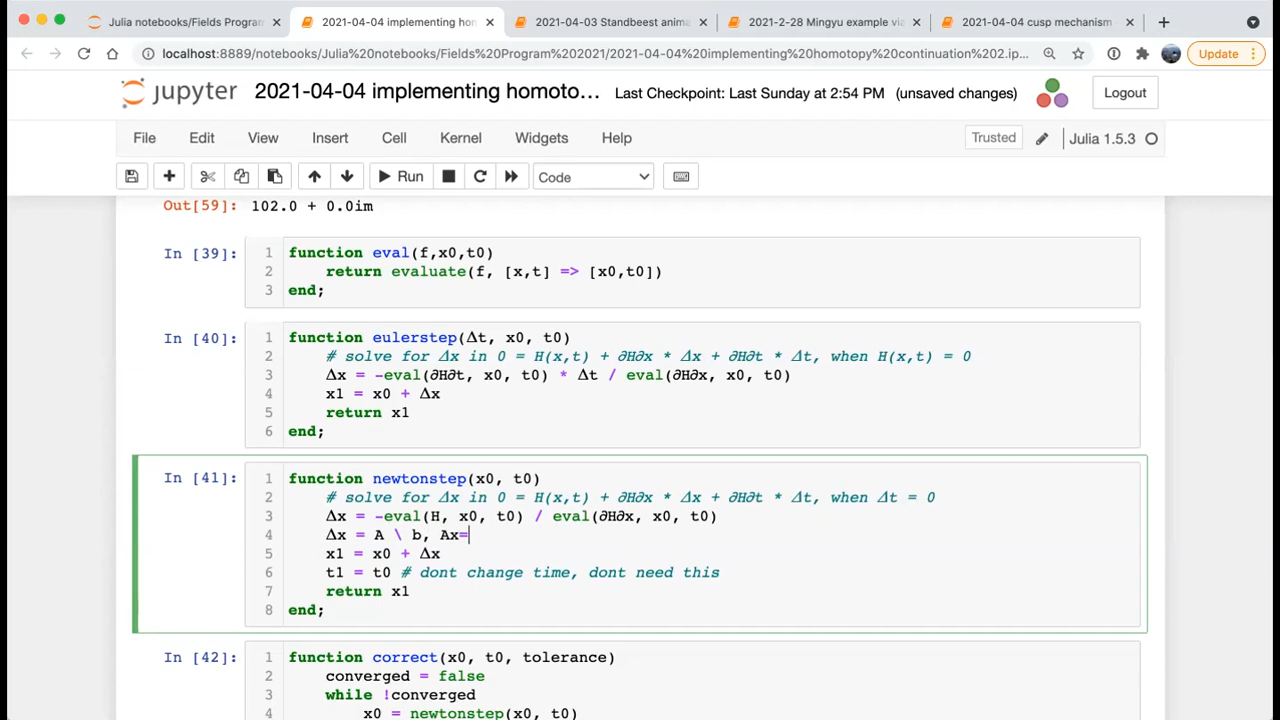 Julia notebooks/Fields Program
2021-04-04 implementing hom
2021-04-03 Standbeest anima
2021-2-28 Mingyu example via
2021-04-04 cusp mechanism
localhost:8889/notebooks/Julia%20notebooks/Fields%20Program%202021/2021-04-04%20implementing%20homotopy%20continuation%202.ip...
Update
jupyter 2021-04-04 implementing homoto... Last Checkpoint: Last Sunday at 2:54 PM (unsaved changes) Logout
File Edit View Insert Cell Kernel Widgets Help Trusted Julia 1.5.3
Run Code
Out[59]: 102.0 + 0.0im
In [39]: 1 function eval(f,x0,t0)
2 return evaluate(f, [x,t] => [x0,t0])
3 end;
In [40]: 1 function eulerstep(Δt, x0, t0)
2 # solve for Δx in 0 = H(x,t) + ∂H∂x * Δx + ∂H∂t * Δt, when H(x,t) = 0
3 Δx = -eval(∂H∂t, x0, t0) * Δt / eval(∂H∂x, x0, t0)
4 x1 = x0 + Δx
5 return x1
6 end;
In [41]: 1 function newtonstep(x0, t0)
2 # solve for Δx in 0 = H(x,t) + ∂H∂x * Δx + ∂H∂t * Δt, when Δt = 0
3 Δx = -eval(H, x0, t0) / eval(∂H∂x, x0, t0)
4 Δx = A \ b, Ax=
5 x1 = x0 + Δx
6 t1 = t0 # dont change time, dont need this
7 return x1
8 end;
In [42]: 1 function correct(x0, t0, tolerance)
2 converged = false
3 while !converged
4 x0 = newtonstep(x0, t0)